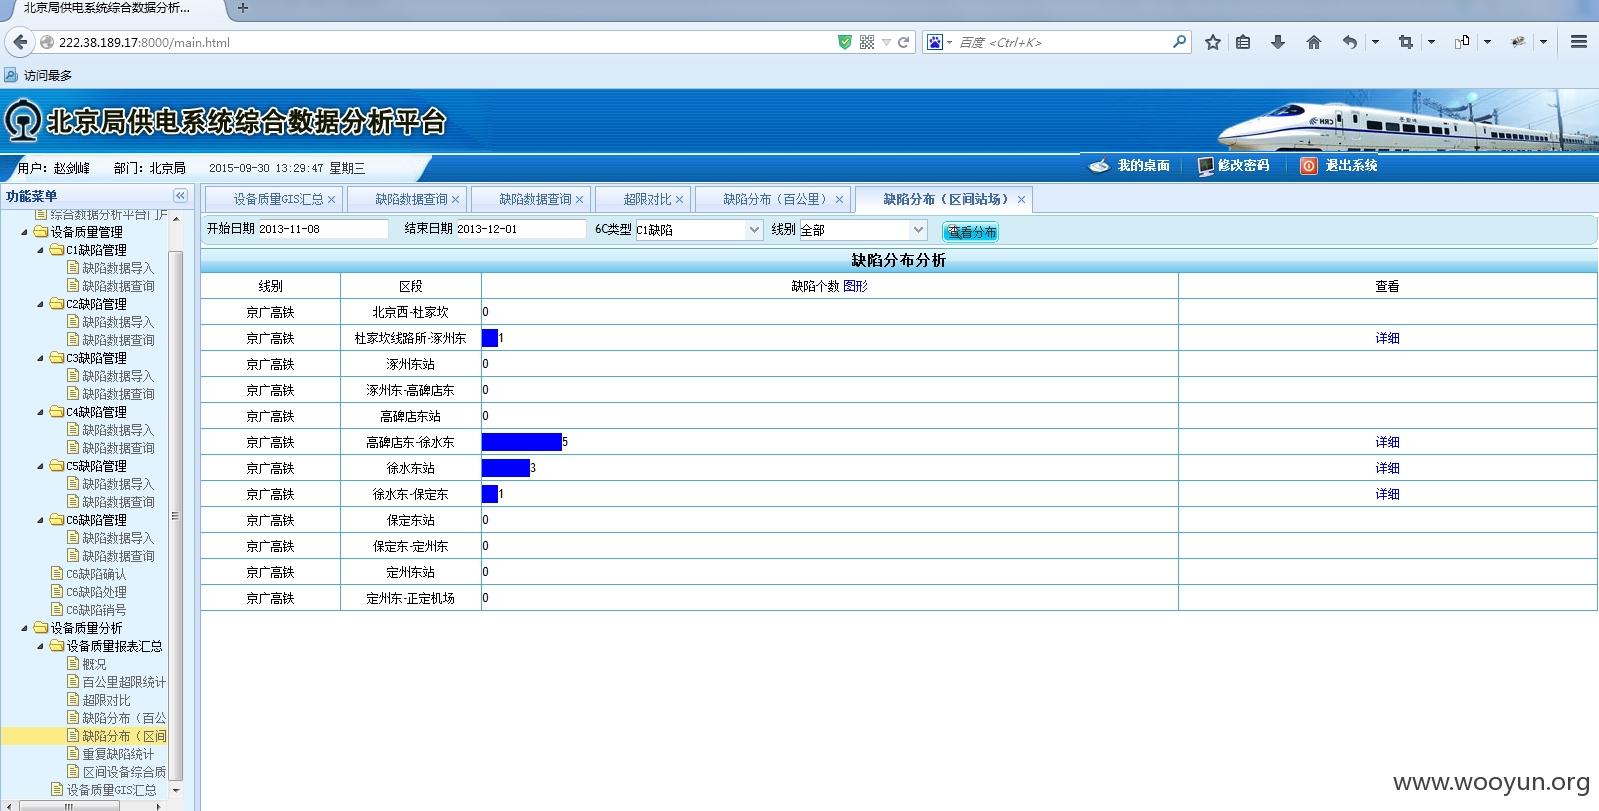 北京局供电系统综合数据分析...
222.38.189.17:8000/main.html
百度 <Ctrl+K>
访问最多
北京局供电系统综合数据分析平台
用户：赵剑峰 部门：北京局 2015-09-30 13:29:47 星期三
我的桌面 修改密码 退出系统
功能菜单
综合数据分析平台门户
设备质量管理
C1缺陷管理
缺陷数据导入
缺陷数据查询
C2缺陷管理
缺陷数据导入
缺陷数据查询
C3缺陷管理
缺陷数据导入
缺陷数据查询
C4缺陷管理
缺陷数据导入
缺陷数据查询
C5缺陷管理
缺陷数据导入
缺陷数据查询
C6缺陷管理
缺陷数据导入
缺陷数据查询
C6缺陷确认
C6缺陷处理
C6缺陷销号
设备质量分析
设备质量报表汇总
概况
百公里超限统计
超限对比
缺陷分布（百公
缺陷分布（区间
重复缺陷统计
区间设备综合质
设备质量GIS汇总
设备质量GIS汇总 缺陷数据查询 缺陷数据查询 超限对比 缺陷分布（百公里） 缺陷分布（区间站场）
开始日期 2013-11-08 结束日期 2013-12-01 6C类型 C1缺陷 线别 全部 查看分布
缺陷分布分析
线别 区段 缺陷个数 图形 查看
京广高铁 北京西-杜家坎 0
京广高铁 杜家坎线路所-涿州东 1 详细
京广高铁 涿州东站 0
京广高铁 涿州东-高碑店东 0
京广高铁 高碑店东站 0
京广高铁 高碑店东-徐水东 5 详细
京广高铁 徐水东站 3 详细
京广高铁 徐水东-保定东 1 详细
京广高铁 保定东站 0
京广高铁 保定东-定州东 0
京广高铁 定州东站 0
京广高铁 定州东-正定机场 0
www.wooyun.org